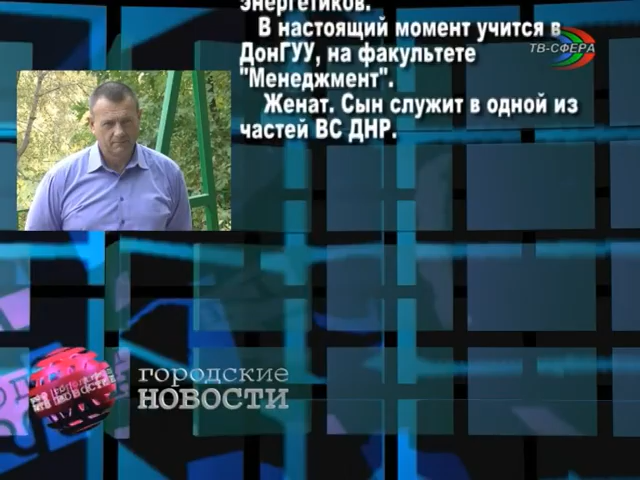 энергетиков.
В настоящий момент учится в
ДонГУУ, на факультете
"Менеджмент".
Женат. Сын служит в одной из
частей ВС ДНР.
ТВ-СФЕРА
городские
НОВОСТИ